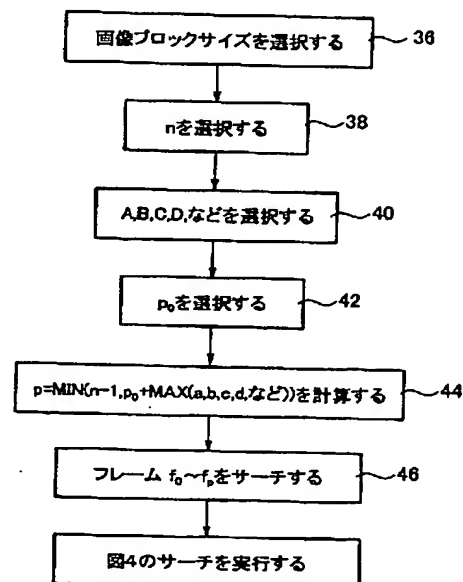 画像ブロックサイズを選択する
36
nを選択する
38
A,B,C,D,などを選択する
40
p₀を選択する
42
p=MIN(n-1,p₀+MAX(a,b,c,d,など))を計算する
44
フレーム f₀~fₚをサーチする
46
図4のサーチを実行する